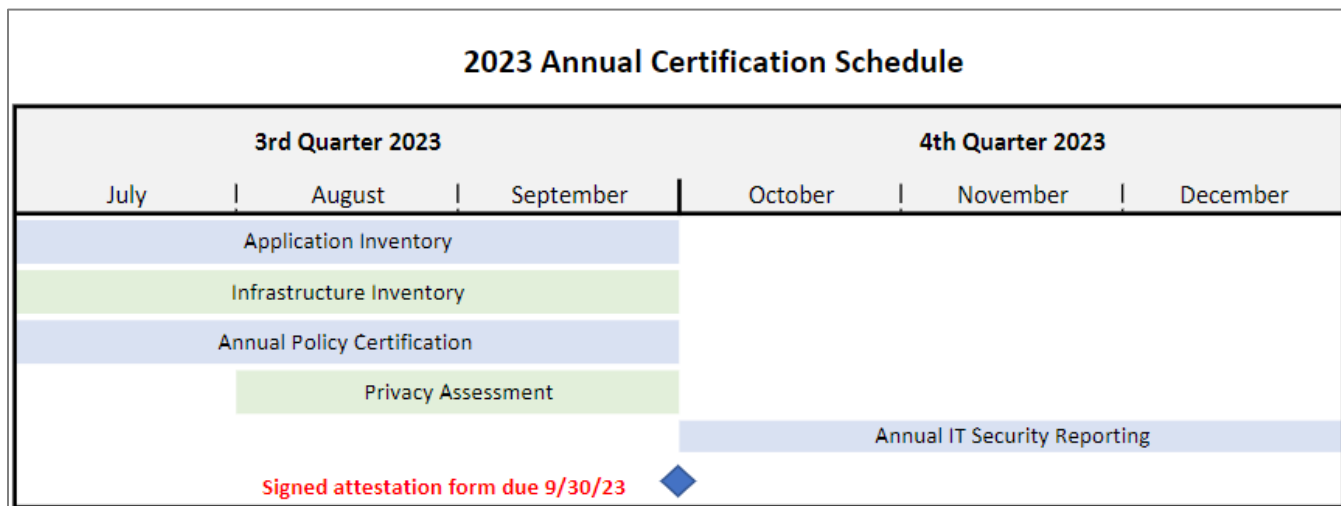 2023 Annual Certification Schedule
3rd Quarter 2023 4th Quarter 2023
July August September October November December
Application Inventory
Infrastructure Inventory
Annual Policy Certification
Privacy Assessment
Annual IT Security Reporting
Signed attestation form due 9/30/23